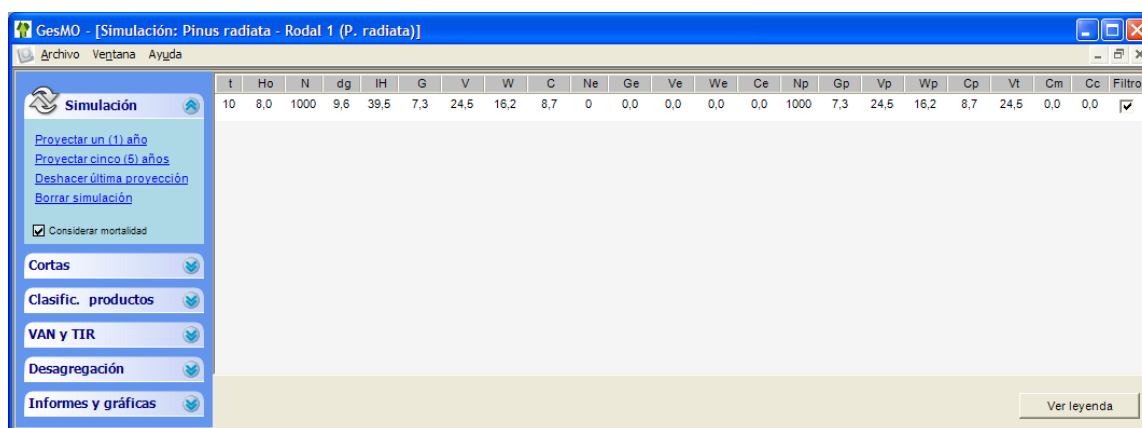 GesMO - [Simulación: Pinus radiata - Rodal 1 (P. radiata)]
Archivo Ventana Ayuda
t Ho N dg IH G V W C Ne Ge Ve We Ce Np Gp Vp Wp Cp Vt Cm Cc Filtro
10 8,0 1000 9,6 39,5 7,3 24,5 16,2 8,7 0 0,0 0,0 0,0 0,0 1000 7,3 24,5 16,2 8,7 24,5 0,0 0,0
Simulación
Proyectar un (1) año
Proyectar cinco (5) años
Deshacer última proyección
Borrar simulación
Considerar mortalidad
Cortas
Clasific. productos
VAN y TIR
Desagregación
Informes y gráficas
Ver leyenda